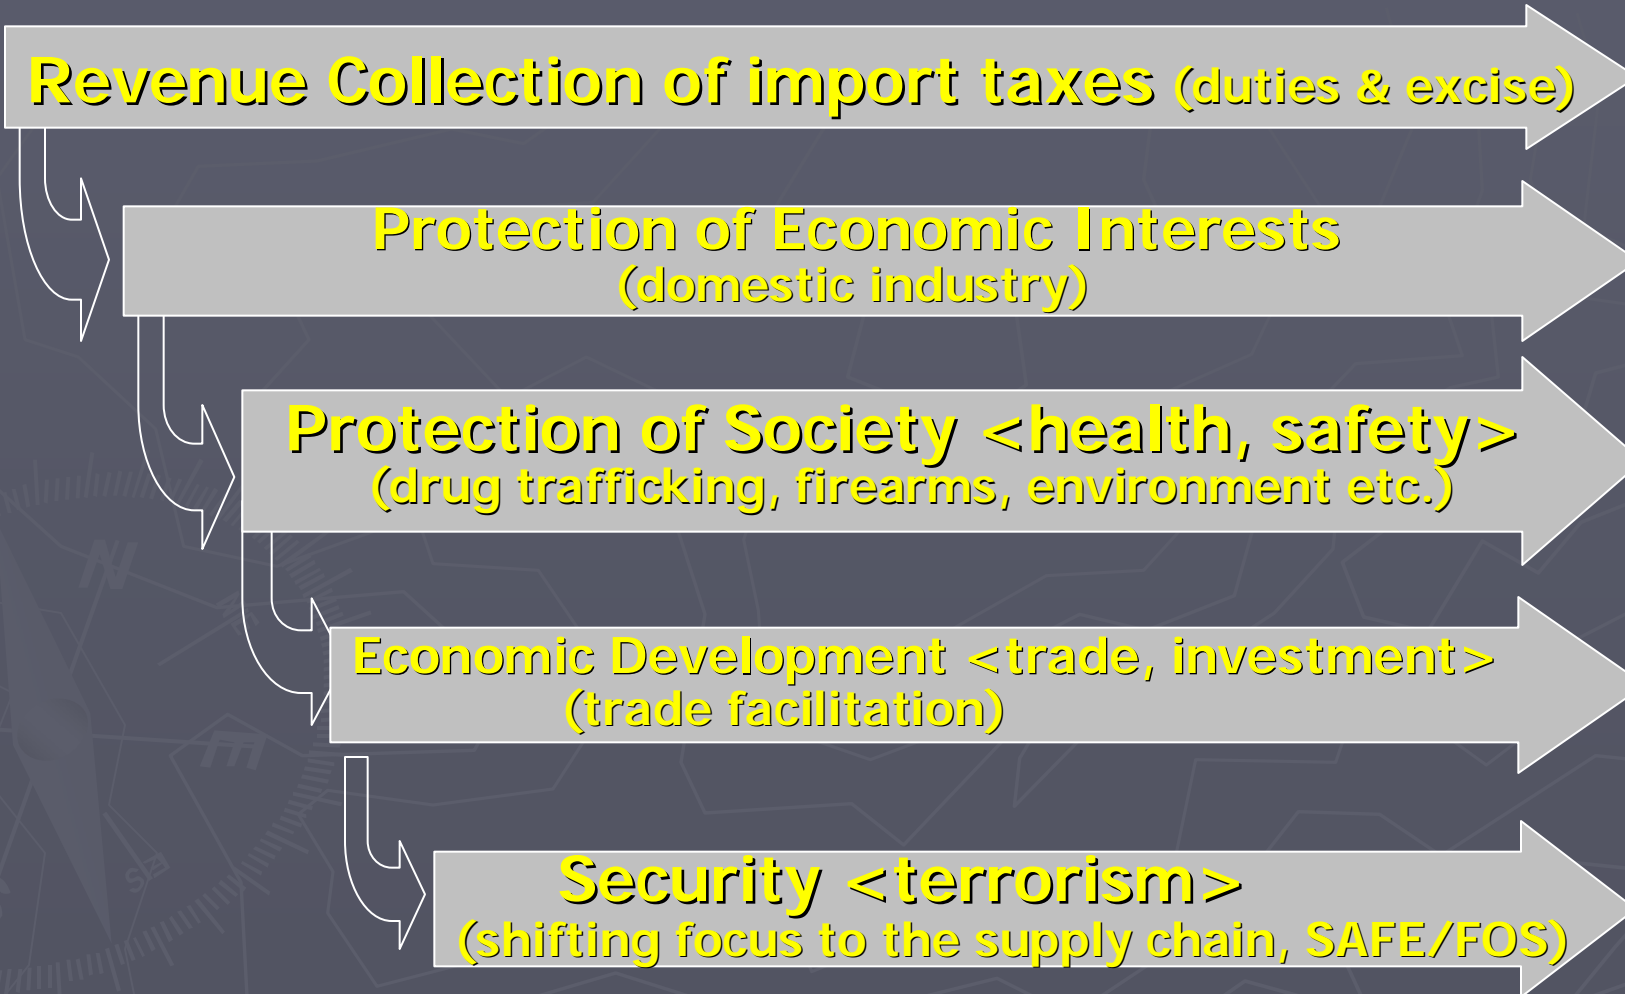 Revenue Collection of import taxes (duties & excise)
Protection of Economic Interests
(domestic industry)
Protection of Society <health, safety>
(drug trafficking, firearms, environment etc.)
N
Economic Development <trade, investment>
(trade facilitation)
E
Security <terrorism>
(shifting focus to the supply chain, SAFE/FOS)